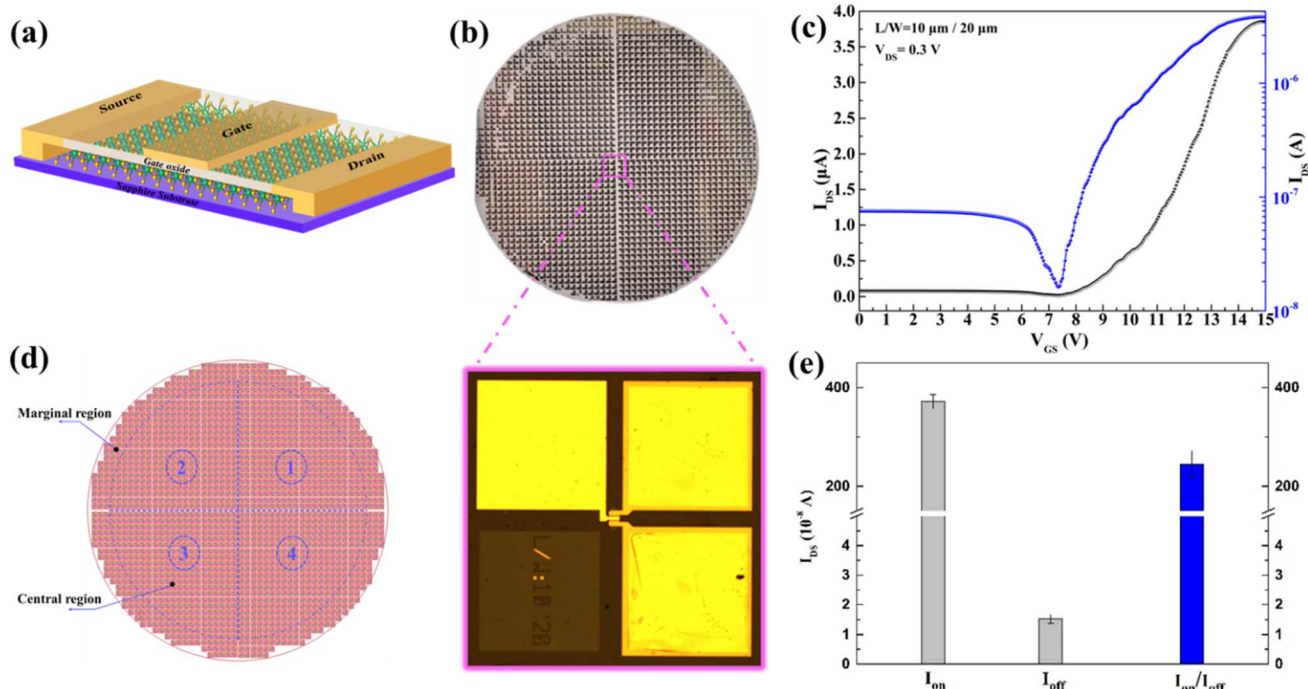 (a)
Source
Gate
Drain
Gate oxide
Sapphire Substrate
(b)
(c)
L/W=10 µm / 20 µm
V_DS= 0.3 V
4.0
3.5
3.0
2.5
2.0
1.5
1.0
0.5
0.0
I_DS (µA)
10⁻⁶
10⁻⁷
10⁻⁸
I_DS (A)
0 1 2 3 4 5 6 7 8 9 10 11 12 13 14 15
V_GS (V)
(d)
Marginal region
Central region
2
1
3
4
L/W:10/20
(e)
400
200
4
3
2
1
0
I_DS (10⁻⁸ A)
400
200
4
2
0
I_on
I_off
I_on/I_off